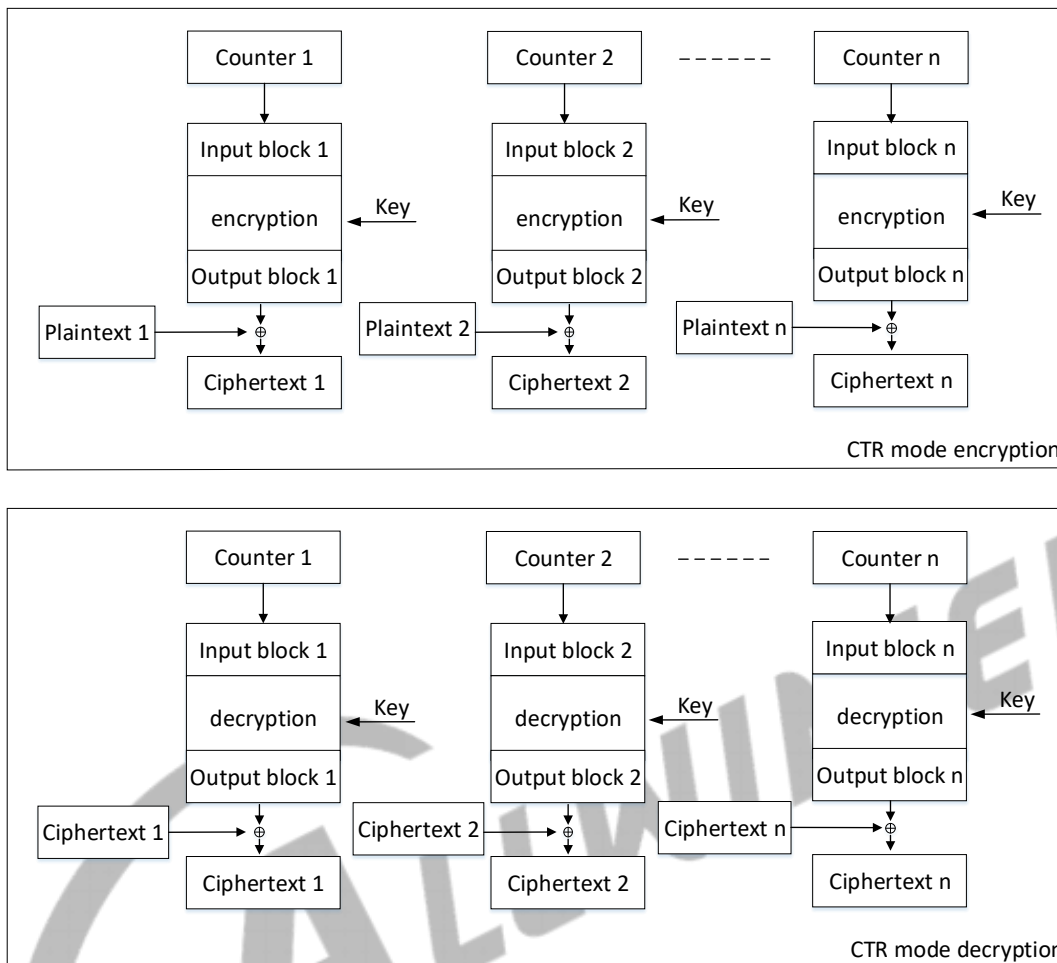 Counter 1
Counter 2
Counter n
Input block 1
Input block 2
Input block n
encryption
Key
encryption
Key
encryption
Key
Output block 1
Output block 2
Output block n
Plaintext 1
Plaintext 2
Plaintext n
Ciphertext 1
Ciphertext 2
Ciphertext n
CTR mode encryption
Counter 1
Counter 2
Counter n
Input block 1
Input block 2
Input block n
decryption
Key
decryption
Key
decryption
Key
Output block 1
Output block 2
Output block n
Ciphertext 1
Ciphertext 2
Ciphertext n
Ciphertext 1
Ciphertext 2
Ciphertext n
CTR mode decryption